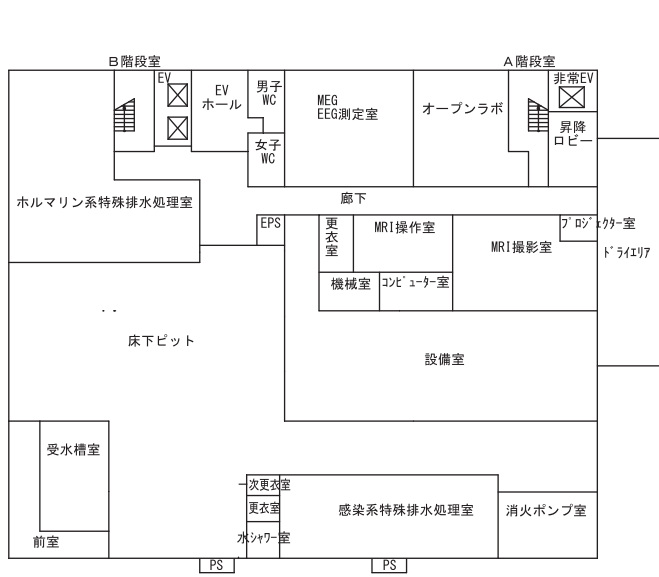 B階段室
A階段室
EV
EV
ホール
男子
WC
女子
WC
MEG
EEG測定室
オープンラボ
非常EV
昇降
ロビー
ホルマリン系特殊排水処理室
廊下
EPS
更
衣
室
MRI操作室
MRI撮影室
ﾌﾟﾛｼﾞｪｸﾀｰ室
ﾄﾞﾗｲｴﾘｱ
機械室
ｺﾝﾋﾟｭｰﾀｰ室
床下ピット
設備室
受水槽室
前室
一次更衣室
更衣室
水ｼｬﾜｰ室
感染系特殊排水処理室
消火ポンプ室
PS
PS